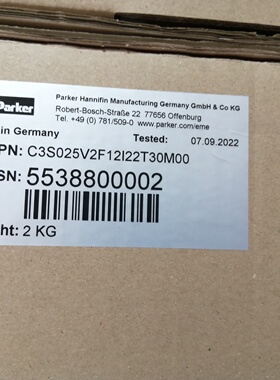 Parker
Parker Hannifin Manufacturing Germany GmbH & Co KG
Robert-Bosch-Straße 22 77656 Offenburg
Tel. +49 (0) 781/509-0 www.parker.com/eme
in Germany
Tested: 07.09.2022
PN: C3S025V2F12I22T30M00
SN: 5538800002
ht: 2 KG